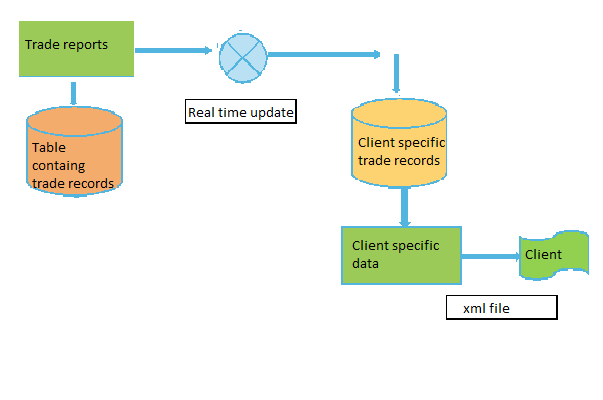 Trade reports
Real time update
Table
containg
trade records
Client specific
trade records
Client specific
data
Client
xml file